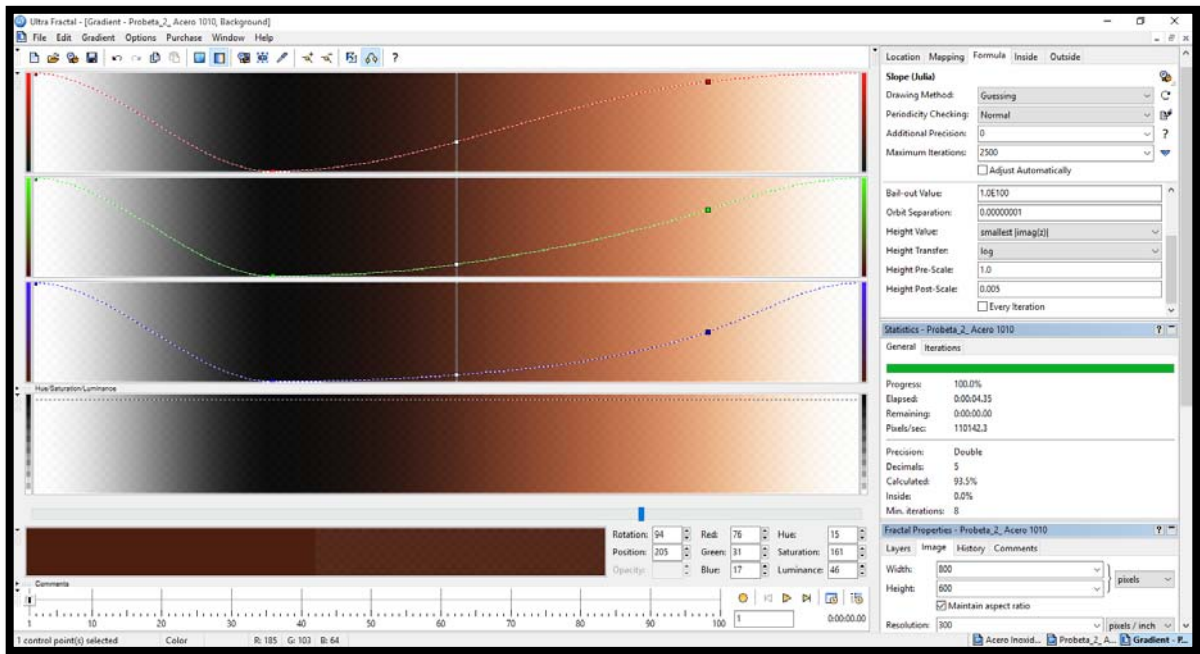 Ultra Fractal - [Gradient - Probeta_2_ Acero 1010, Background]
File Edit Gradient Options Purchase Window Help
?
Location Mapping Formula Inside Outside
Slope (Julia)
Drawing Method: Guessing
Periodicity Checking: Normal
Additional Precision: 0
?
Maximum Iterations: 2500
Adjust Automatically
Bail-out Value: 1.0E100
Orbit Separation: 0.00000001
Height Value: smallest |imag(z)|
Height Transfer: log
Height Pre-Scale: 1.0
Height Post-Scale: 0.005
Every Iteration
Statistics - Probeta_2_ Acero 1010
?
General Iterations
Progress: 100.0%
Elapsed: 0:00:04.35
Remaining: 0:00:00.00
Pixels/sec: 110142.3
Precision: Double
Decimals: 5
Calculated: 93.5%
Inside: 0.0%
Min. iterations: 8
Fractal Properties - Probeta_2_ Acero 1010
?
Layers Image History Comments
Width: 800
pixels
Height: 600
Maintain aspect ratio
Resolution: 300 pixels / inch
Hue/Saturation/Luminance
Rotation: 94 Red: 76 Hue: 15
Position: 205 Green: 31 Saturation: 161
Opacity: Blue: 17 Luminance: 46
Comments
1 10 20 30 40 50 60 70 80 90 100
1 0:00:00.00
1 control point(s) selected Color R: 185 G: 103 B: 64
Acero Inoxid... Probeta_2_ A... Gradient - P...